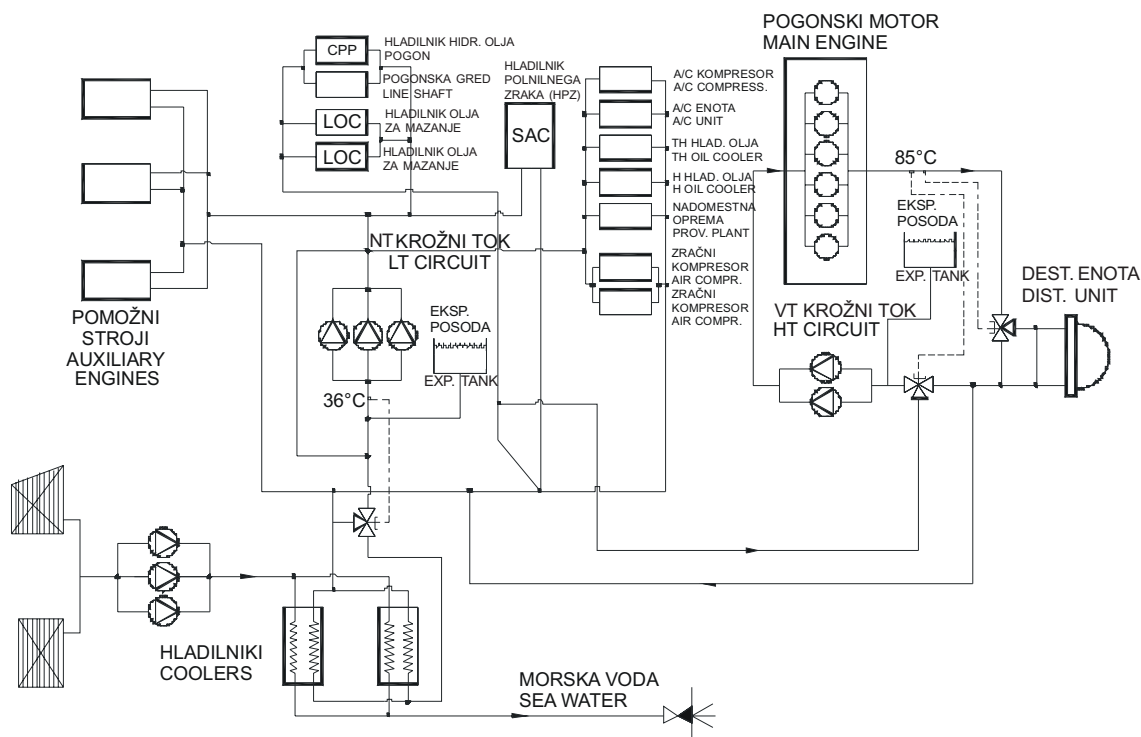 POGONSKI MOTOR
MAIN ENGINE
CPP
HLADILNIK HIDR. OLJA
POGON
POGONSKA GRED
LINE SHAFT
LOC
HLADILNIK OLJA
ZA MAZANJE
LOC
HLADILNIK OLJA
ZA MAZANJE
HLADILNIK
POLNILNEGA
ZRAKA (HPZ)
SAC
A/C KOMPRESOR
A/C COMPRESS.
A/C ENOTA
A/C UNIT
TH HLAD. OLJA
TH OIL COOLER
H HLAD. OLJA
H OIL COOLER
NADOMESTNA
OPREMA
PROV. PLANT
ZRAČNI
KOMPRESOR
AIR COMPR.
ZRAČNI
KOMPRESOR
AIR COMPR.
85°C
EKSP.
POSODA
EXP. TANK
DEST. ENOTA
DIST. UNIT
VT KROŽNI TOK
HT CIRCUIT
NT KROŽNI TOK
LT CIRCUIT
POMOŽNI
STROJI
AUXILIARY
ENGINES
EKSP.
POSODA
EXP. TANK
36°C
HLADILNIKI
COOLERS
MORSKA VODA
SEA WATER